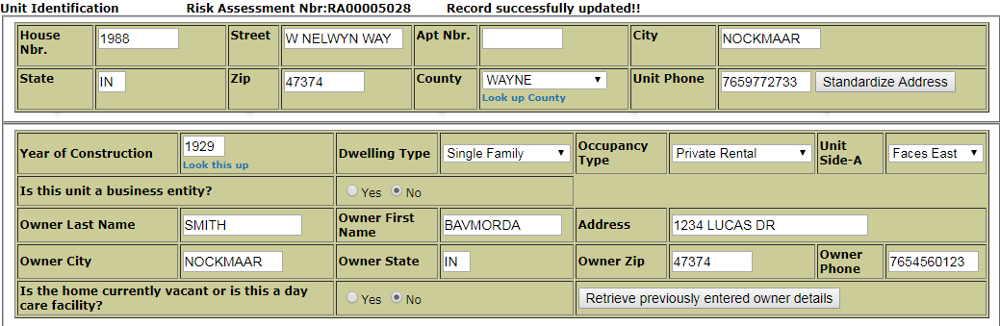 Unit Identification Risk Assessment Nbr:RA00005028 Record successfully updated!!
House Nbr. 1988 Street W NELWYN WAY Apt Nbr. City NOCKMAAR
State IN Zip 47374 County WAYNE Unit Phone 7659772733 Standardize Address
Look up County
Year of Construction 1929 Dwelling Type Single Family Occupancy Type Private Rental Unit Side-A Faces East
Look this up
Is this unit a business entity? Yes No
Owner Last Name SMITH Owner First Name BAVMORDA Address 1234 LUCAS DR
Owner City NOCKMAAR Owner State IN Owner Zip 47374 Owner Phone 7654560123
Is the home currently vacant or is this a day care facility? Yes No Retrieve previously entered owner details